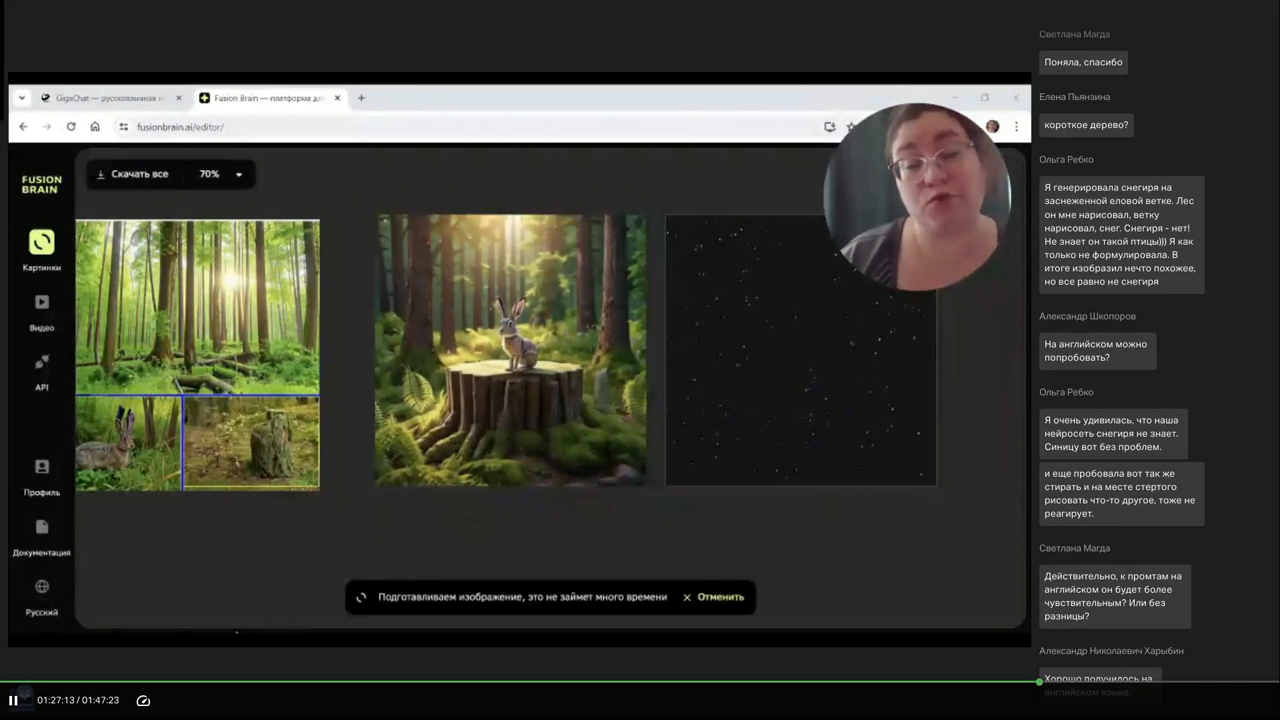 GigaChat — русскоязычная н
Fusion Brain — платформа дл
fusionbrain.ai/editor/
FUSION
BRAIN
Скачать все
70%
Картинки
Видео
API
Профиль
Документация
Русский
Подготавливаем изображение, это не займет много времени
Отменить
Светлана Магда
Поняла, спасибо
Елена Пьянзина
короткое дерево?
Ольга Ребко
Я генерировала снегиря на
заснеженной еловой ветке. Лес
он мне нарисовал, ветку
нарисовал, снег. Снегиря - нет!
Не знает он такой птицы))) Я как
только не формулировала. В
итоге изобразил нечто похожее,
но все равно не снегиря
Александр Шкопоров
На английском можно
попробовать?
Ольга Ребко
Я очень удивилась, что наша
нейросеть снегиря не знает.
Синицу вот без проблем.
и еще пробовала вот так же
стирать и на месте стертого
рисовать что-то другое, тоже не
реагирует.
Светлана Магда
Действительно, к промтам на
английском он будет более
чувствительным? Или без
разницы?
Александр Николаевич Харыбин
Хорошо получилось на
английском языке.
01:27:13 / 01:47:23